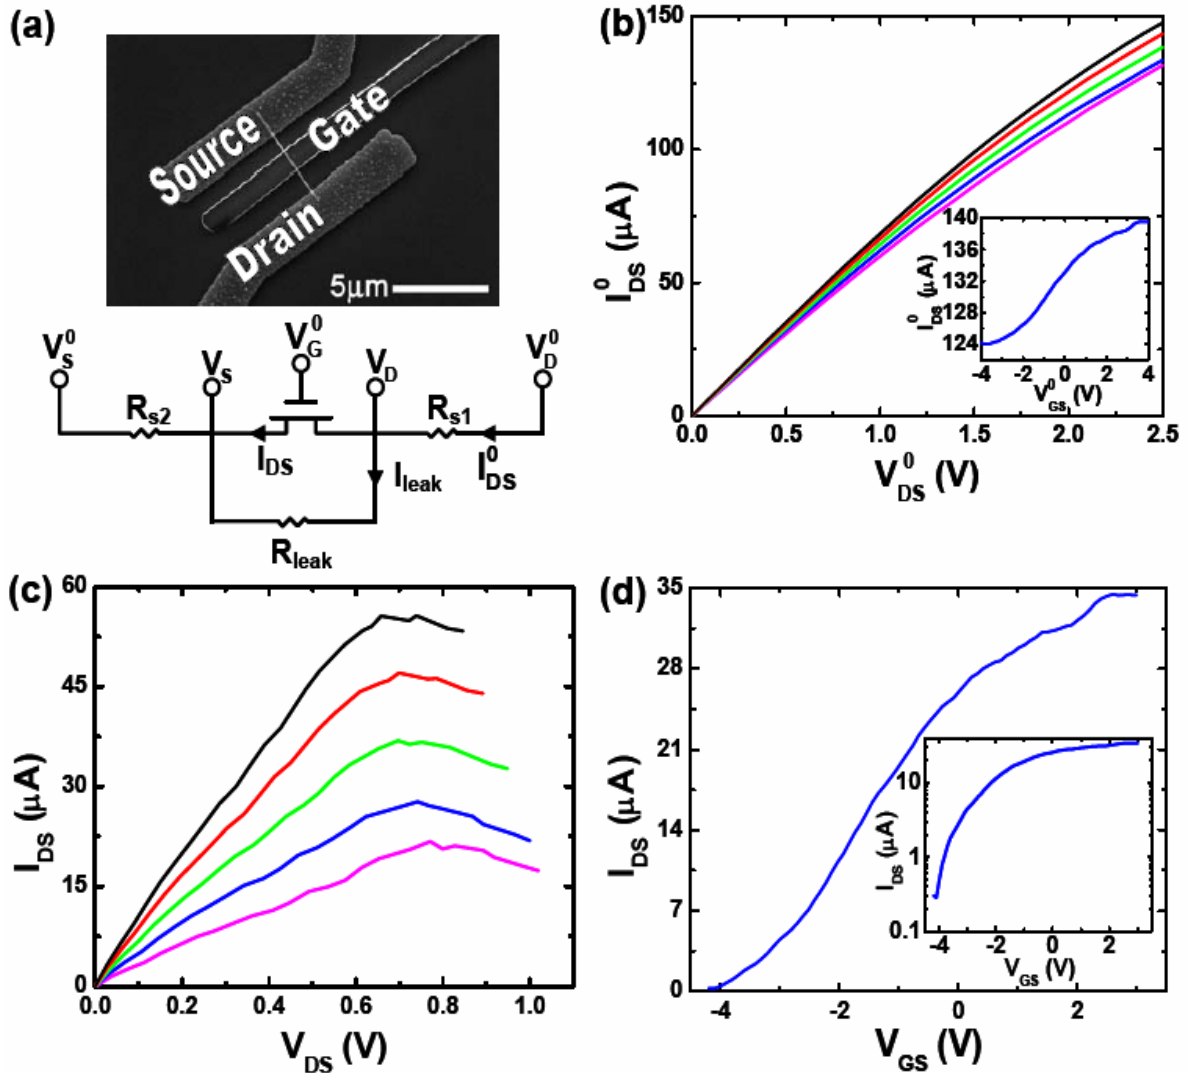 (a)
Source
Gate
Drain
5μm
V⁰S
VS
V⁰G
VD
V⁰D
Rs2
IDS
Rs1
Ileak
I⁰DS
Rleak
(b)
150
100
50
0
I⁰DS (μA)
0.0 0.5 1.0 1.5 2.0 2.5
V⁰DS (V)
140
136
132
128
124
I⁰DS (μA)
-4 -2 0 2 4
V⁰GS (V)
(c)
60
45
30
15
0
IDS (μA)
0.0 0.2 0.4 0.6 0.8 1.0
VDS (V)
(d)
35
28
21
14
7
0
IDS (μA)
-4 -2 0 2
VGS (V)
10
1
0.1
IDS (μA)
-4 -2 0 2
VGS (V)